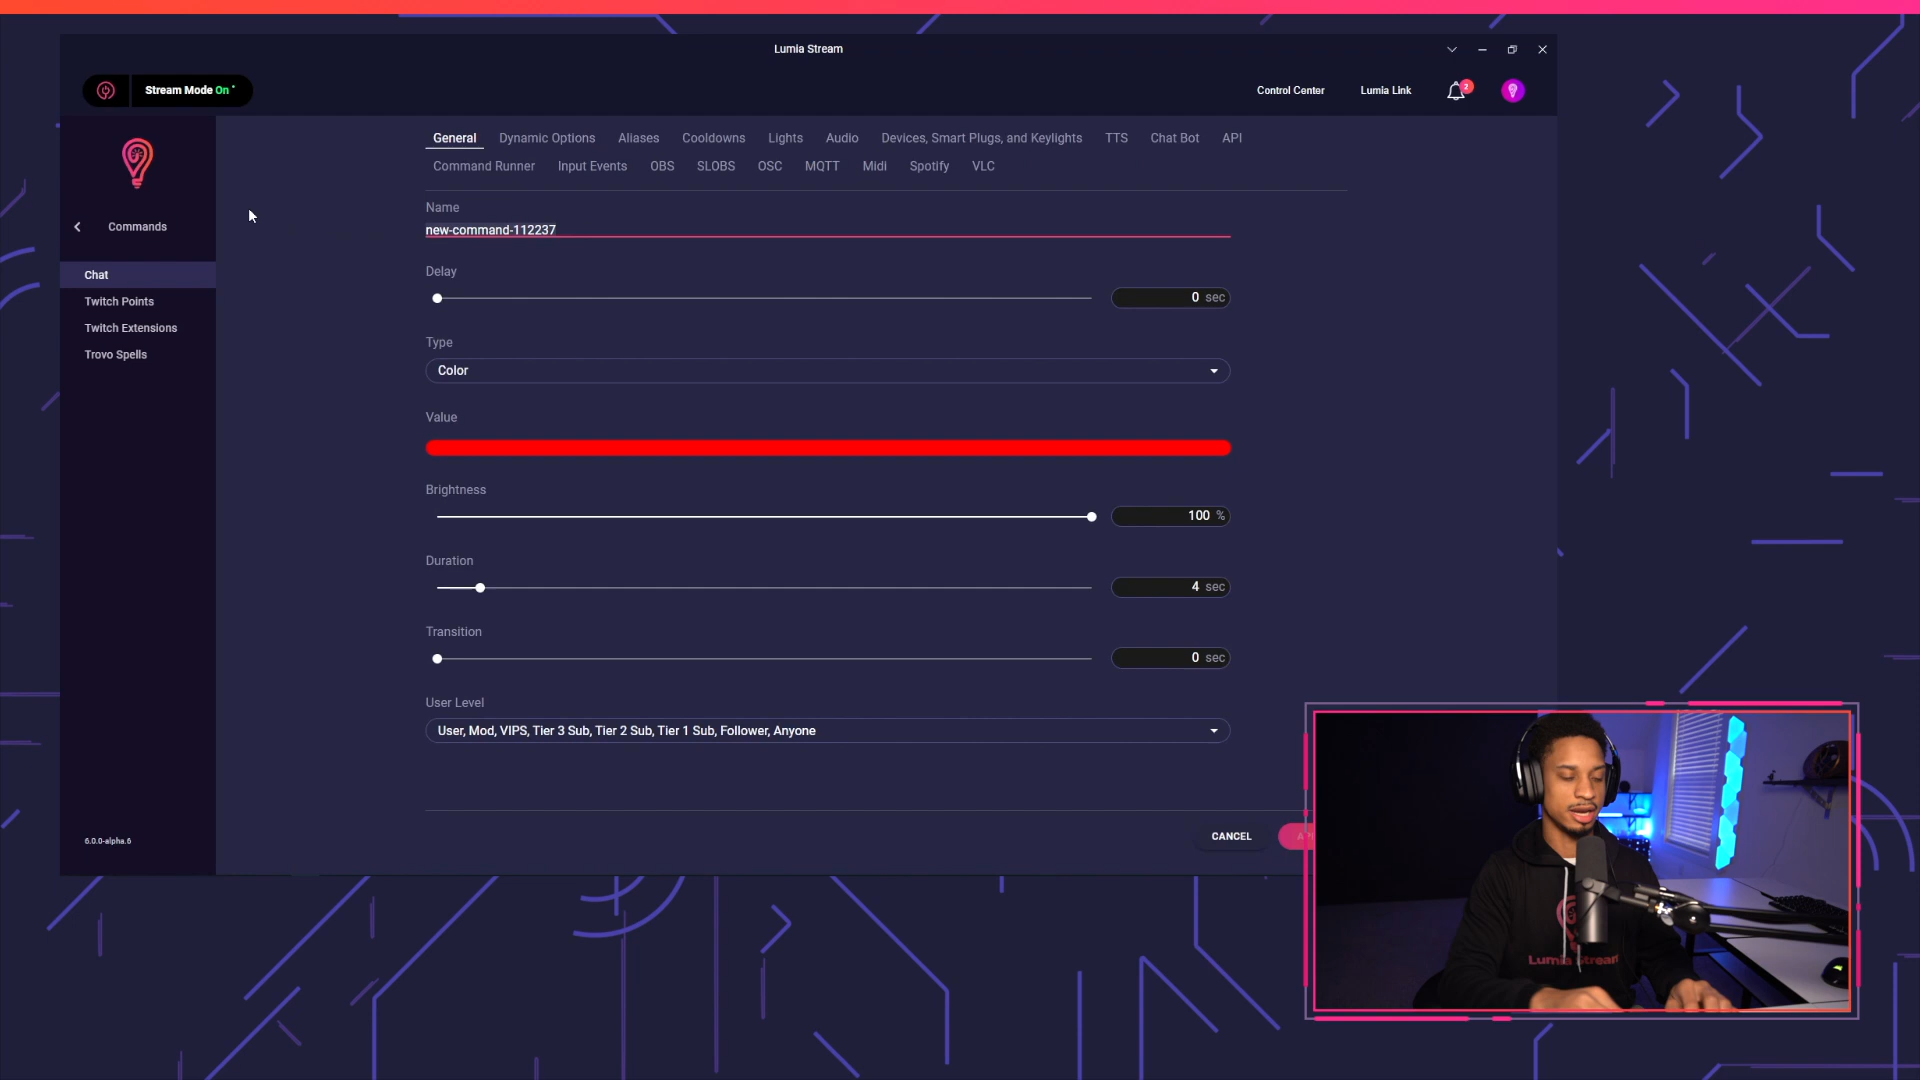 Lumia Stream
Stream Mode On
Control Center
Lumia Link
2
General Dynamic Options Aliases Cooldowns Lights Audio Devices, Smart Plugs, and Keylights TTS Chat Bot API
Command Runner Input Events OBS SLOBS OSC MQTT Midi Spotify VLC
Commands
Chat
Twitch Points
Twitch Extensions
Trovo Spells
6.0.0-alpha.6
Name
new-command-112237
Delay
0 sec
Type
Color
Value
Brightness
100 %
Duration
4 sec
Transition
0 sec
User Level
User, Mod, VIPS, Tier 3 Sub, Tier 2 Sub, Tier 1 Sub, Follower, Anyone
CANCEL
Lumia Stream